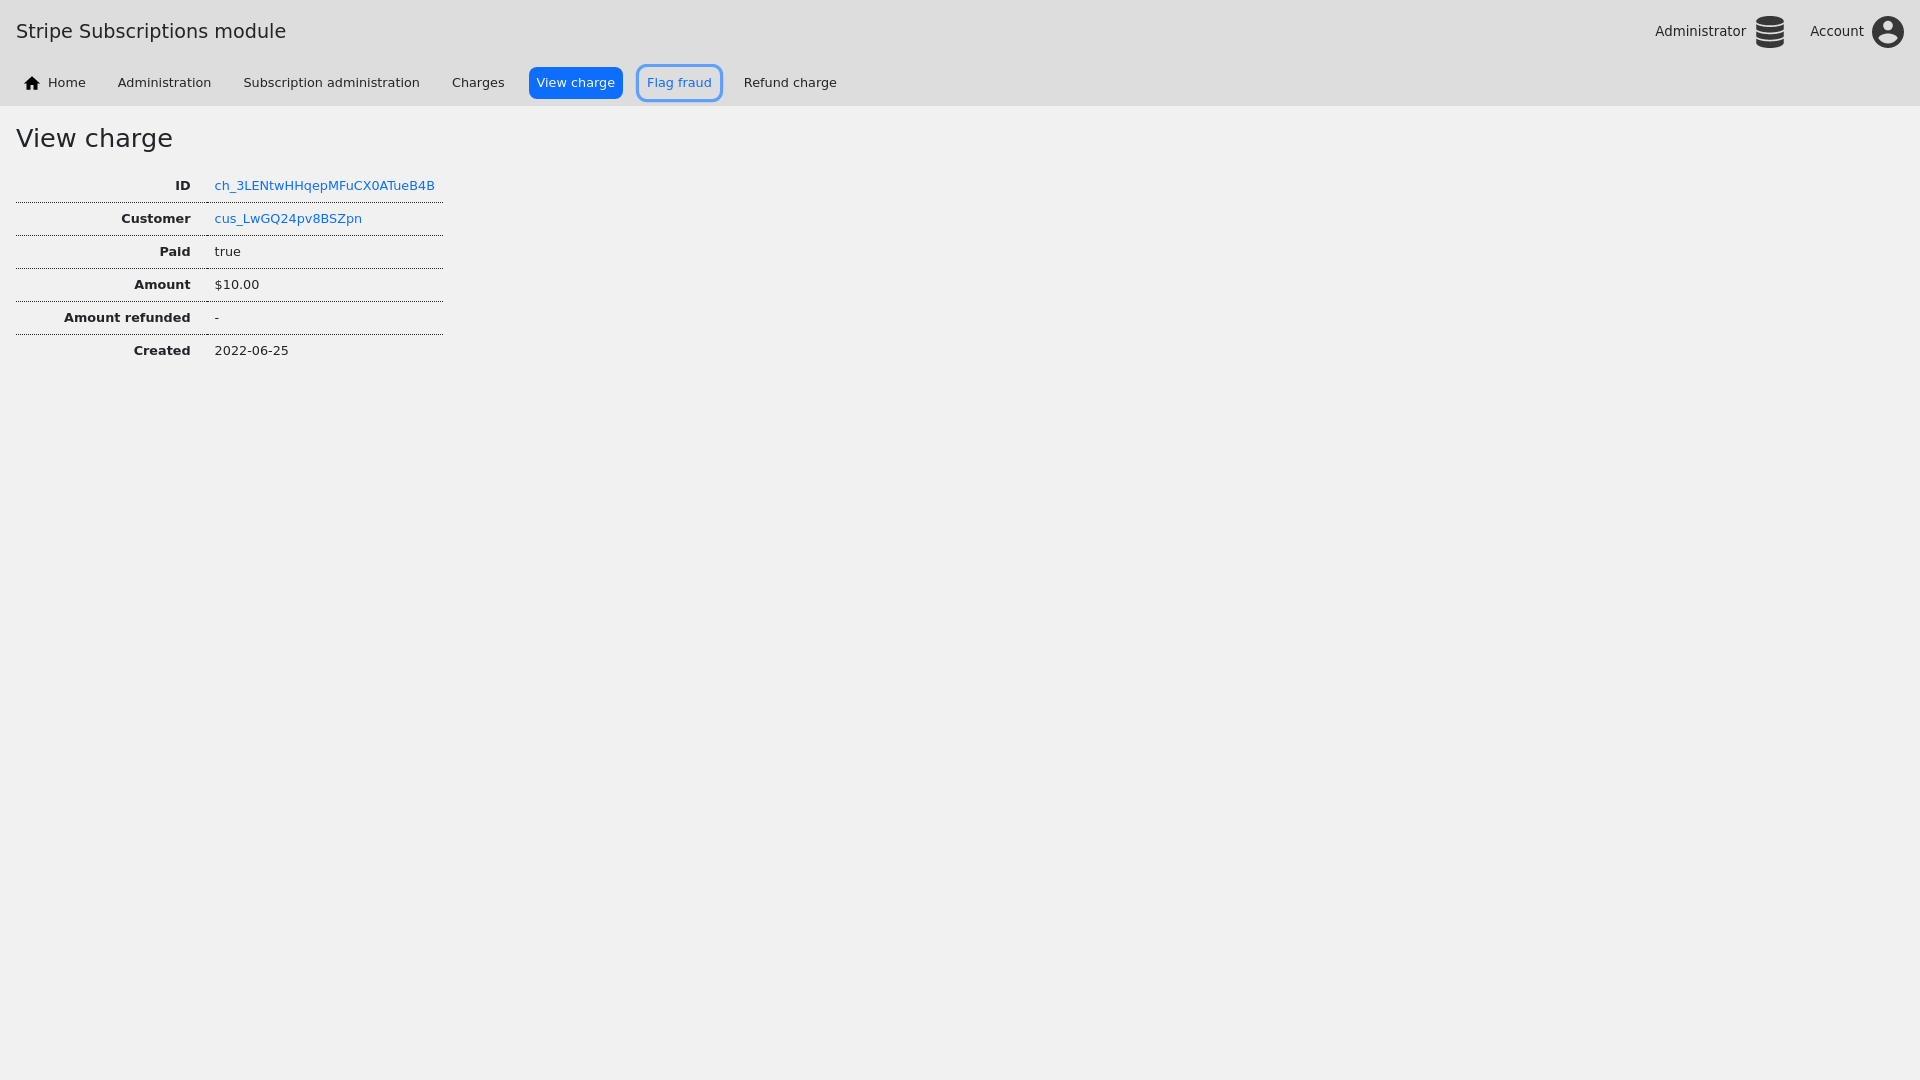 Stripe Subscriptions module
Administrator
Account
Home Administration Subscription administration Charges View charge Flag fraud Refund charge
View charge
ID ch_3LENtwHHqepMFuCX0ATueB4B
Customer cus_LwGQ24pv8BSZpn
Paid true
Amount $10.00
Amount refunded -
Created 2022-06-25